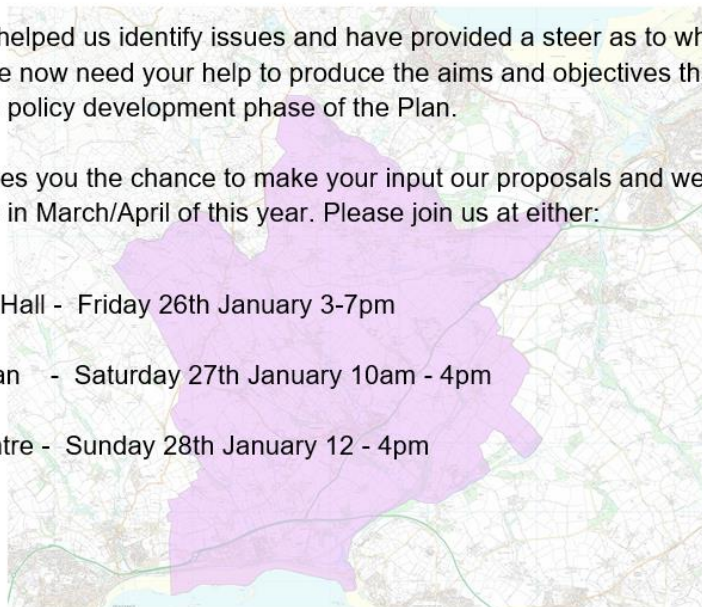 helped us identify issues and have provided a steer as to wh
e now need your help to produce the aims and objectives th
policy development phase of the Plan.
es you the chance to make your input our proposals and we
in March/April of this year. Please join us at either:
Hall - Friday 26th January 3-7pm
an - Saturday 27th January 10am - 4pm
tre - Sunday 28th January 12 - 4pm